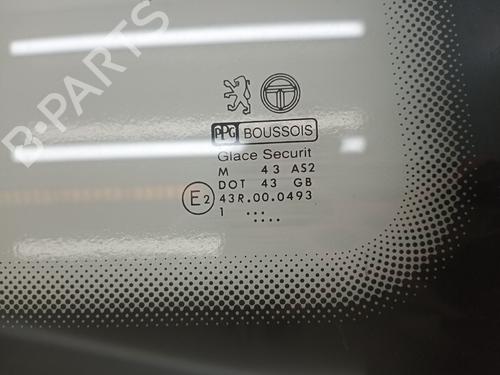 B-PARTS
PPG BOUSSOIS
Glace Securit
M 43 AS2
DOT 43 GB
E2 43R.00.0493
1 .......